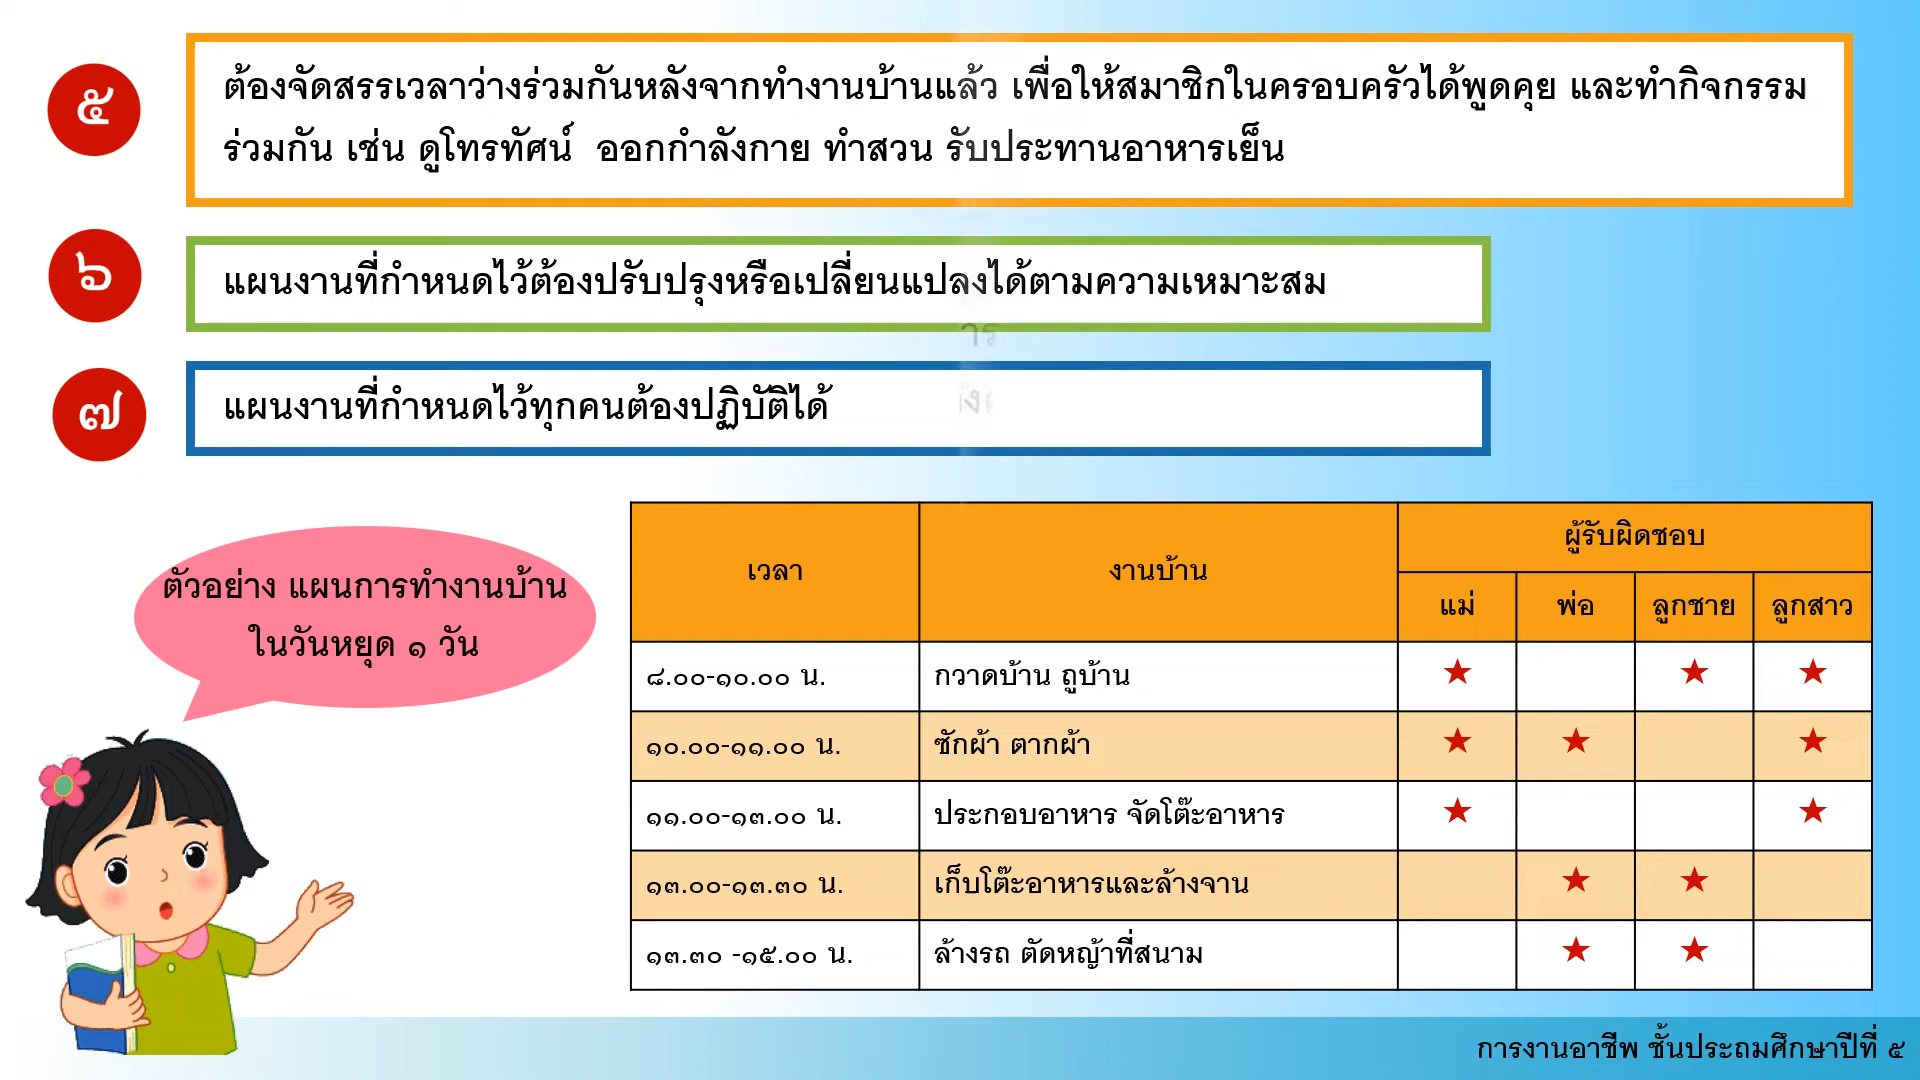 ๕
ต้องจัดสรรเวลาว่างร่วมกันหลังจากทำงานบ้านแล้ว เพื่อให้สมาชิกในครอบครัวได้พูดคุย และทำกิจกรรม
ร่วมกัน เช่น ดูโทรทัศน์ ออกกำลังกาย ทำสวน รับประทานอาหารเย็น
๖
แผนงานที่กำหนดไว้ต้องปรับปรุงหรือเปลี่ยนแปลงได้ตามความเหมาะสม
๗
แผนงานที่กำหนดไว้ทุกคนต้องปฏิบัติได้
ตัวอย่าง แผนการทำงานบ้าน
ในวันหยุด ๑ วัน
เวลา งานบ้าน ผู้รับผิดชอบ
แม่ พ่อ ลูกชาย ลูกสาว
๘.๐๐-๑๐.๐๐ น. กวาดบ้าน ถูบ้าน ★ ★ ★
๑๐.๐๐-๑๑.๐๐ น. ซักผ้า ตากผ้า ★ ★ ★
๑๑.๐๐-๑๓.๐๐ น. ประกอบอาหาร จัดโต๊ะอาหาร ★ ★
๑๓.๐๐-๑๓.๓๐ น. เก็บโต๊ะอาหารและล้างจาน ★ ★
๑๓.๓๐ -๑๕.๐๐ น. ล้างรถ ตัดหญ้าที่สนาม ★ ★
การงานอาชีพ ชั้นประถมศึกษาปีที่ ๕